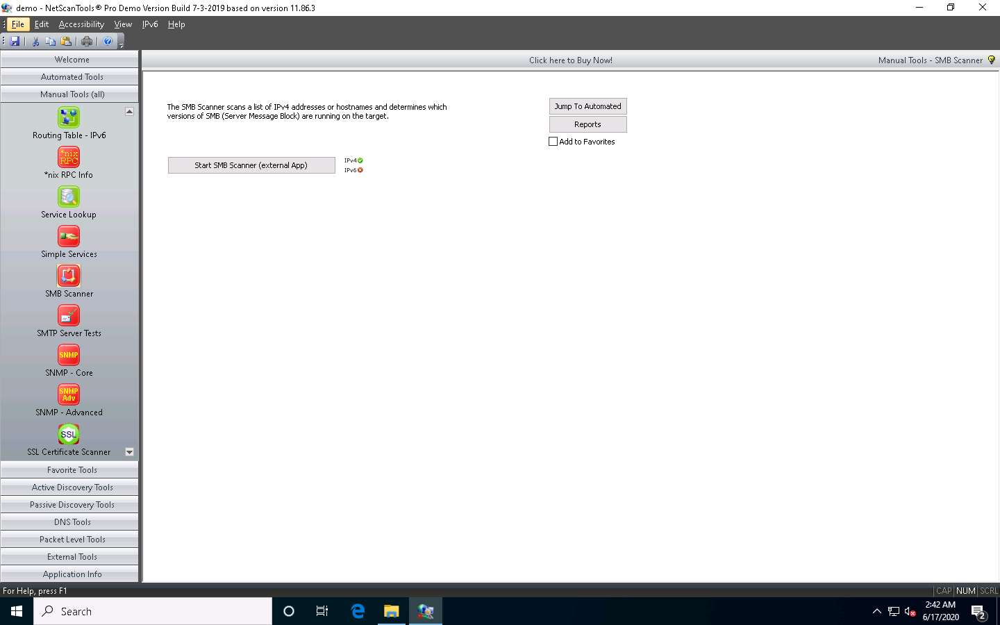 demo - NetScanTools® Pro Demo Version Build 7-3-2019 based on version 11.86.3
File Edit Accessibility View IPv6 Help
Welcome
Automated Tools
Manual Tools (all)
Click here to Buy Now!
Manual Tools - SMB Scanner
Routing Table - IPv6
*nix
RPC
*nix RPC Info
Service Lookup
Simple Services
SMB Scanner
SMTP Server Tests
SNMP
SNMP - Core
SNMP
Adv
SNMP - Advanced
SSL
SSL Certificate Scanner
Favorite Tools
Active Discovery Tools
Passive Discovery Tools
DNS Tools
Packet Level Tools
External Tools
Application Info
The SMB Scanner scans a list of IPv4 addresses or hostnames and determines which
versions of SMB (Server Message Block) are running on the target.
Jump To Automated
Reports
Add to Favorites
Start SMB Scanner (external App)
IPv4
IPv6
For Help, press F1
CAP NUM SCRL
Search
2:42 AM
6/17/2020
2